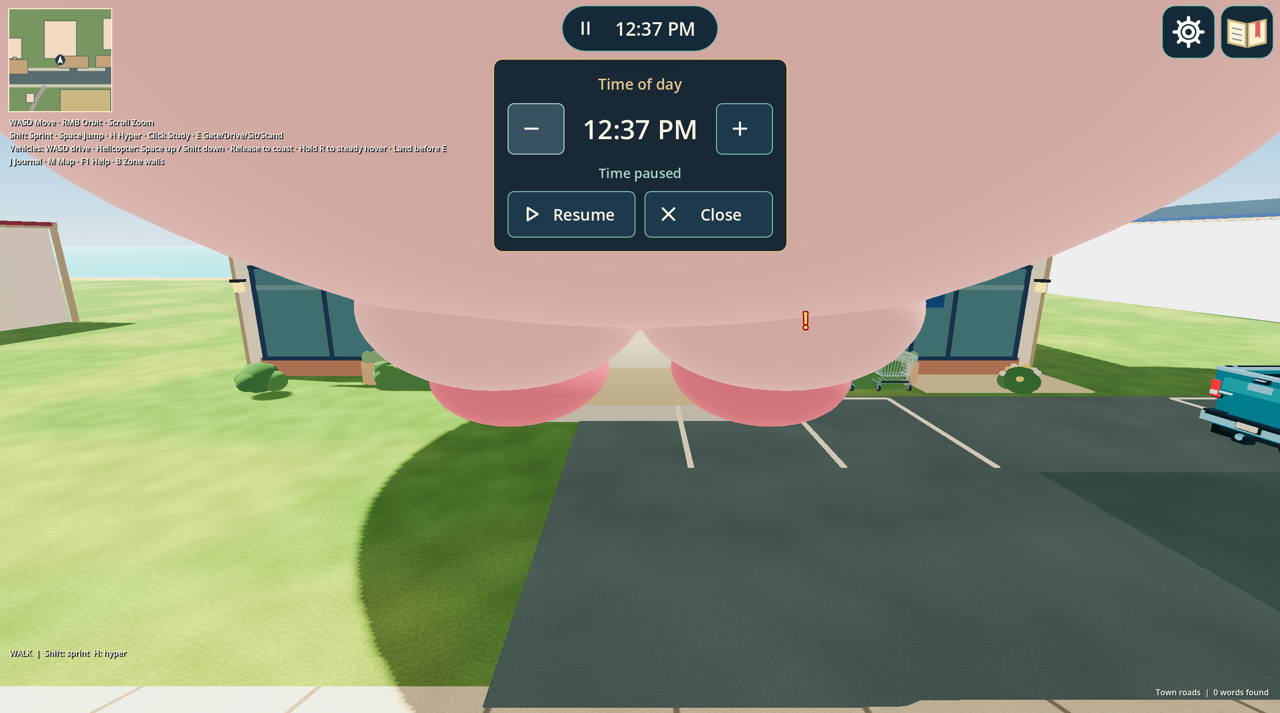 12:37 PM
Time of day
− 12:37 PM +
Time paused
Resume
Close
WASD Move · RMB Orbit · Scroll Zoom
Shift Sprint · Space Jump · H Hyper · Click Study · E Gate/Drive/Sit/Stand
Vehicles: WASD drive · Helicopter: Space up / Shift down · Release to coast · Hold R to steady hover · Land before E
J Journal · M Map · F1 Help · B Zone walls
!
WALK | Shift: sprint H: hyper
Town roads | 0 words found